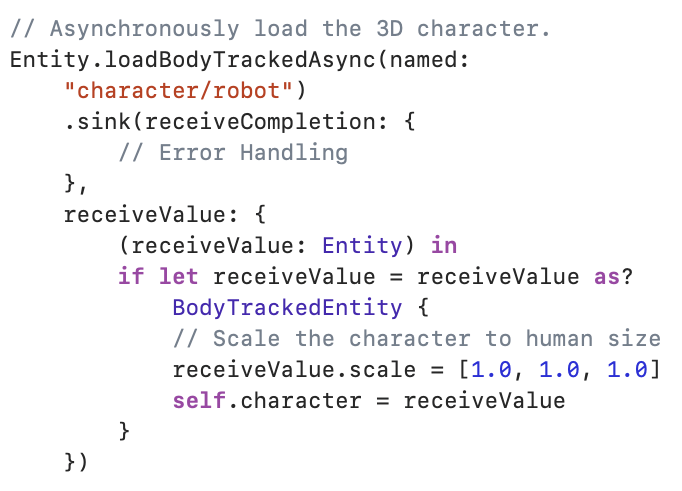 // Asynchronously load the 3D character.
Entity.loadBodyTrackedAsync(named:
    "character/robot")
    .sink(receiveCompletion: {
        // Error Handling
    },
    receiveValue: {
        (receiveValue: Entity) in
        if let receiveValue = receiveValue as?
            BodyTrackedEntity {
            // Scale the character to human size
            receiveValue.scale = [1.0, 1.0, 1.0]
            self.character = receiveValue
        }
    })